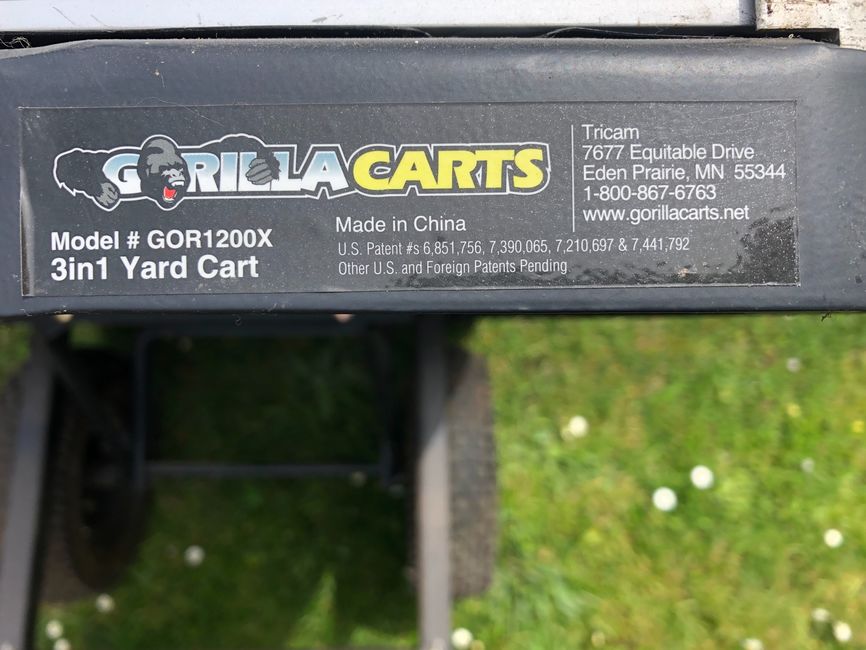 GORILLA CARTS
Model # GOR1200X
3in1 Yard Cart
Made in China
U.S. Patent #s 6,851,756, 7,390,065, 7,210,697 & 7,441,792
Other U.S. and Foreign Patents Pending
Tricam
7677 Equitable Drive
Eden Prairie, MN 55344
1-800-867-6763
www.gorillacarts.net